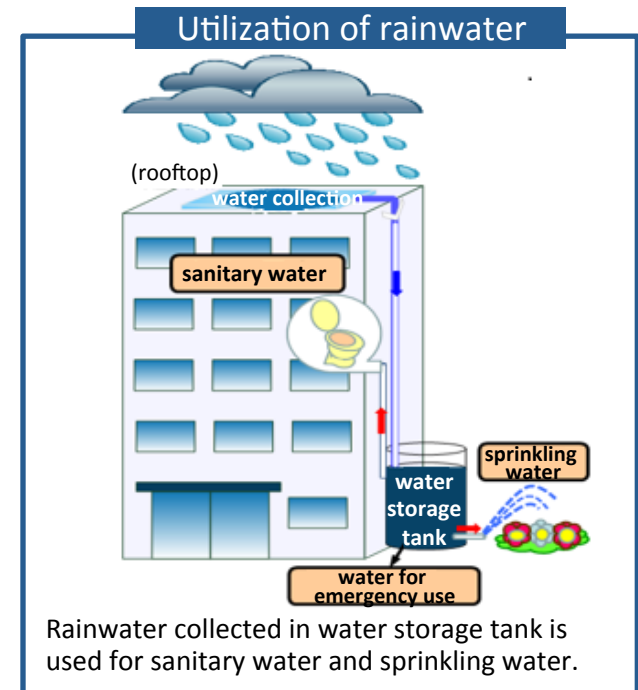 Utilization of rainwater
(rooftop)
water collection
sanitary water
sprinkling
water
water
storage
tank
water for
emergency use
Rainwater collected in water storage tank is
used for sanitary water and sprinkling water.